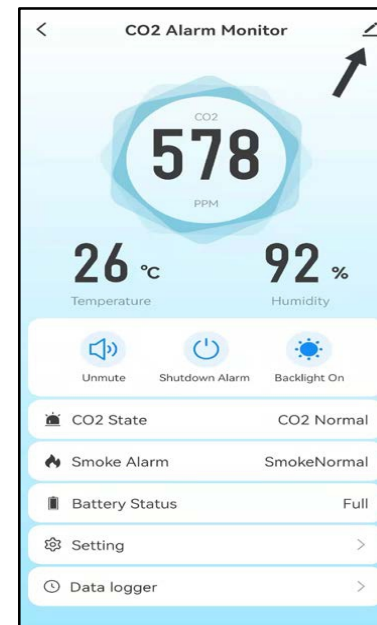 CO2 Alarm Monitor
CO2
578
PPM
26 °C 92 %
Temperature Humidity
Unmute Shutdown Alarm Backlight On
CO2 State CO2 Normal
Smoke Alarm SmokeNormal
Battery Status Full
Setting
Data logger